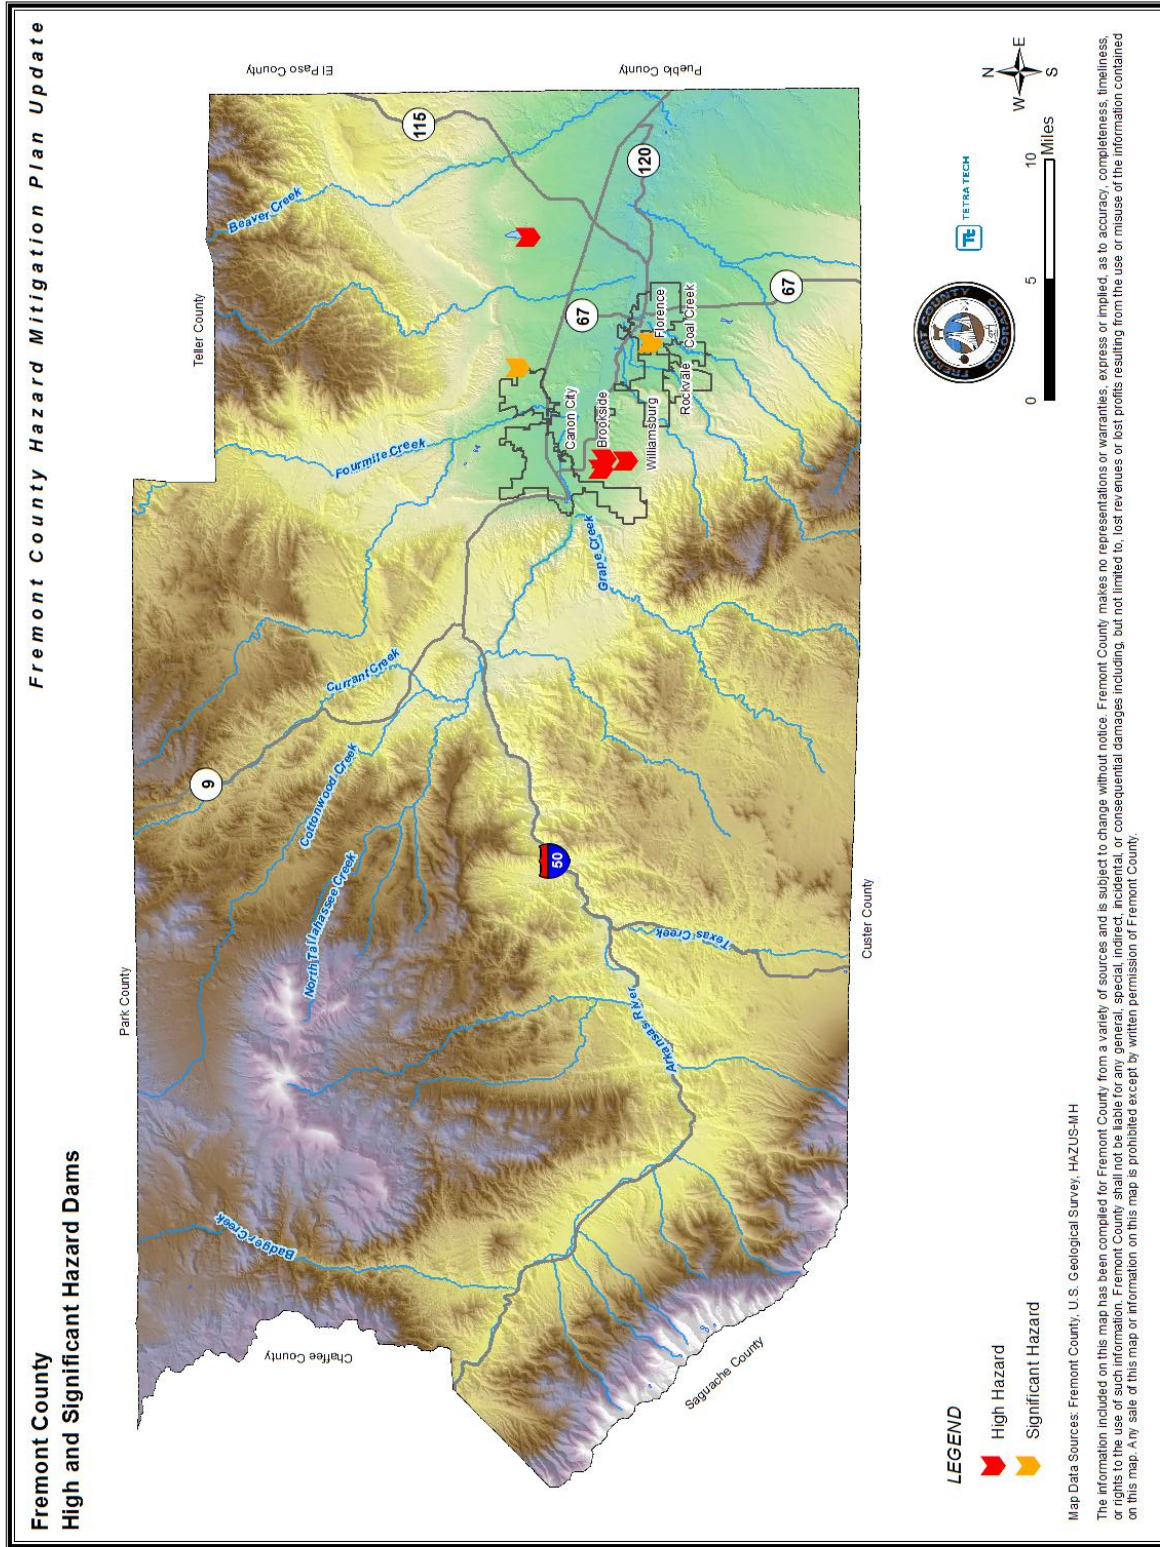 Fremont County
High and Significant Hazard Dams
Fremont County Hazard Mitigation Plan Update
Park County
Teller County
El Paso County
Pueblo County
Chaffee County
Saguache County
Custer County
Badger Creek
North Tallahassee Creek
Cottonwood Creek
Currant Creek
Fourmile Creek
Beaver Creek
Grape Creek
Texas Creek
Arkansas River
9
50
115
120
67
67
Canon City
Brookside
Williamsburg
Rockvale
Coal Creek
Florence
LEGEND
High Hazard
Significant Hazard
FREMONT COUNTY
COLORADO
TETRA TECH
N
W
E
S
0
5
10
Miles
Map Data Sources: Fremont County, U.S. Geological Survey, HAZUS-MH
The information included on this map has been compiled for Fremont County from a variety of sources and is subject to change without notice. Fremont County makes no representations or warranties, express or implied, as to accuracy, completeness, timeliness,
or rights to the use of such information. Fremont County shall not be liable for any general, special, indirect, incidental, or consequential damages including, but not limited to, lost revenues or lost profits resulting from the use or misuse of the information contained
on this map. Any sale of this map or information on this map is prohibited except by written permission of Fremont County.